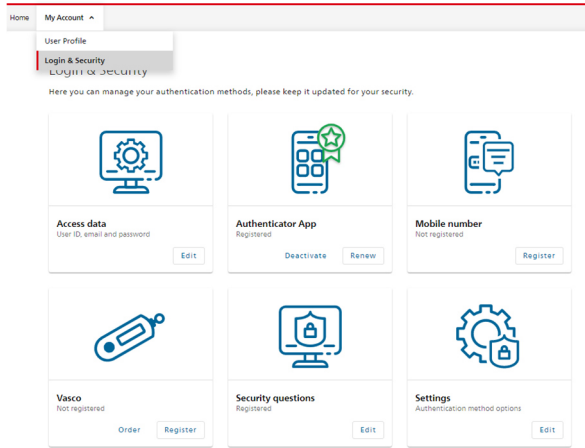 Home My Account
User Profile
Login & Security
Login & Security
Here you can manage your authentication methods, please keep it updated for your security.
Access data
User ID, email and password
Edit
Authenticator App
Registered
Deactivate Renew
Mobile number
Not registered
Register
Vasco
Not registered
Order Register
Security questions
Registered
Edit
Settings
Authentication method options
Edit